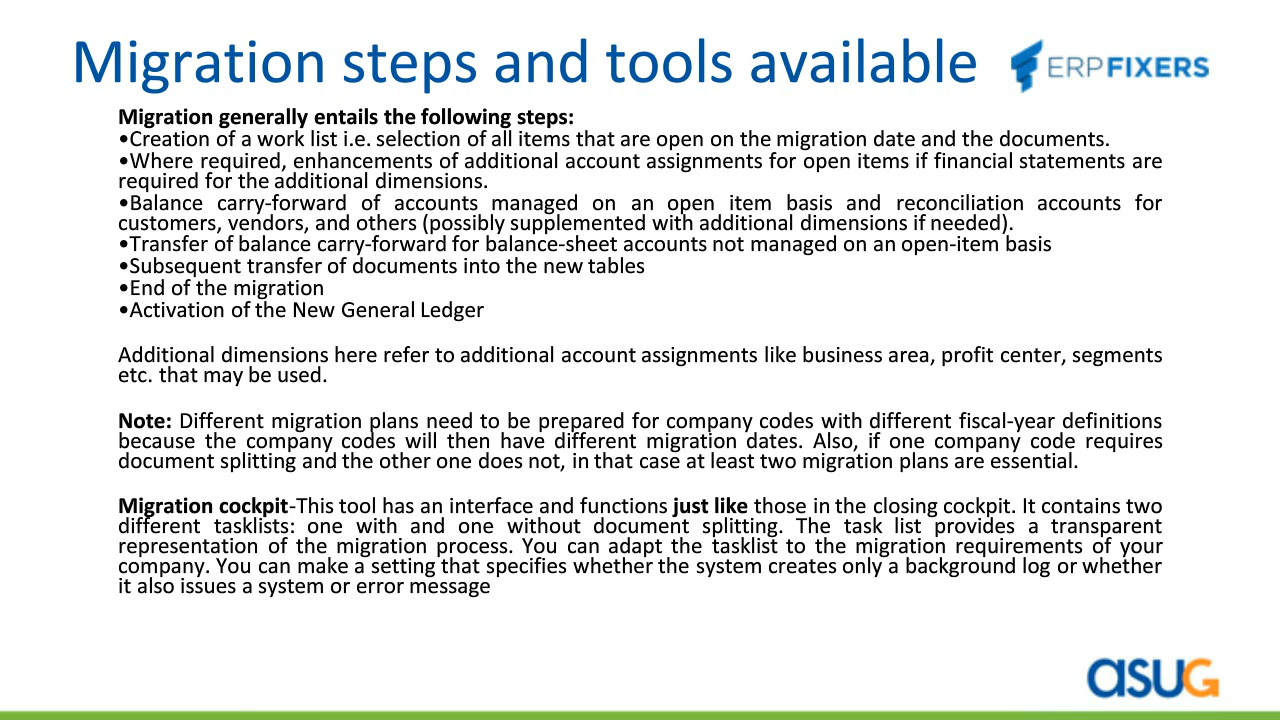 Migration steps and tools available
ERPFIXERS
Migration generally entails the following steps:
•Creation of a work list i.e. selection of all items that are open on the migration date and the documents.
•Where required, enhancements of additional account assignments for open items if financial statements are
required for the additional dimensions.
•Balance carry-forward of accounts managed on an open item basis and reconciliation accounts for
customers, vendors, and others (possibly supplemented with additional dimensions if needed).
•Transfer of balance carry-forward for balance-sheet accounts not managed on an open-item basis
•Subsequent transfer of documents into the new tables
•End of the migration
•Activation of the New General Ledger
Additional dimensions here refer to additional account assignments like business area, profit center, segments
etc. that may be used.
Note: Different migration plans need to be prepared for company codes with different fiscal-year definitions
because the company codes will then have different migration dates. Also, if one company code requires
document splitting and the other one does not, in that case at least two migration plans are essential.
Migration cockpit-This tool has an interface and functions just like those in the closing cockpit. It contains two
different tasklists: one with and one without document splitting. The task list provides a transparent
representation of the migration process. You can adapt the tasklist to the migration requirements of your
company. You can make a setting that specifies whether the system creates only a background log or whether
it also issues a system or error message
asuG